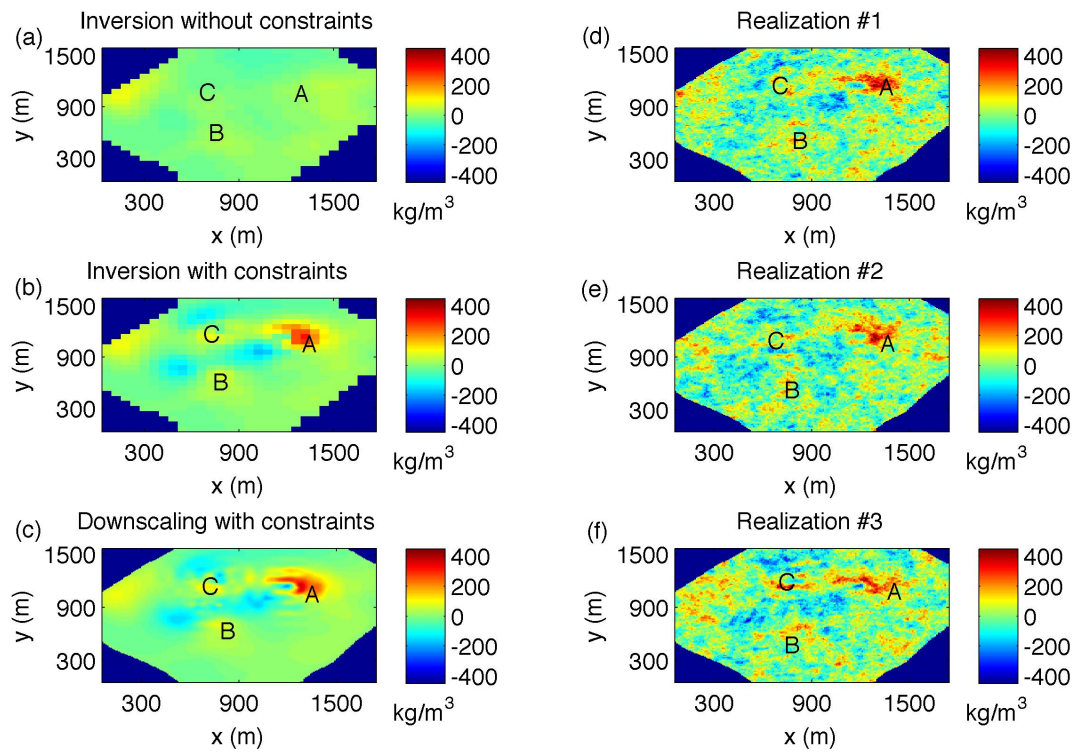 (a)
Inversion without constraints
1500
900
300
y (m)
C
A
B
300 900 1500
x (m)
400
200
0
-200
-400
kg/m³
(b)
Inversion with constraints
1500
900
300
y (m)
C
A
B
300 900 1500
x (m)
400
200
0
-200
-400
kg/m³
(c)
Downscaling with constraints
1500
900
300
y (m)
C
A
B
300 900 1500
x (m)
400
200
0
-200
-400
kg/m³
(d)
Realization #1
1500
900
300
y (m)
C
A
B
300 900 1500
x (m)
400
200
0
-200
-400
kg/m³
(e)
Realization #2
1500
900
300
y (m)
C
A
B
300 900 1500
x (m)
400
200
0
-200
-400
kg/m³
(f)
Realization #3
1500
900
300
y (m)
C
A
B
300 900 1500
x (m)
400
200
0
-200
-400
kg/m³